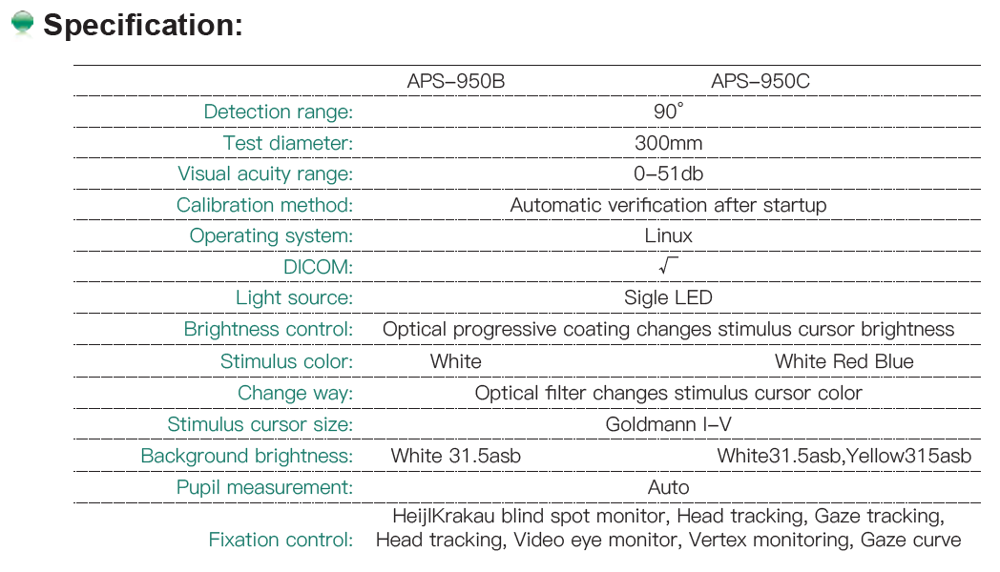 Specification:
APS-950B APS-950C
Detection range: 90°
Test diameter: 300mm
Visual acuity range: 0-51db
Calibration method: Automatic verification after startup
Operating system: Linux
DICOM: √
Light source: Sigle LED
Brightness control: Optical progressive coating changes stimulus cursor brightness
Stimulus color: White White Red Blue
Change way: Optical filter changes stimulus cursor color
Stimulus cursor size: Goldmann I-V
Background brightness: White 31.5asb White31.5asb,Yellow315asb
Pupil measurement: Auto
HeijlKrakau blind spot monitor, Head tracking, Gaze tracking,
Fixation control: Head tracking, Video eye monitor, Vertex monitoring, Gaze curve